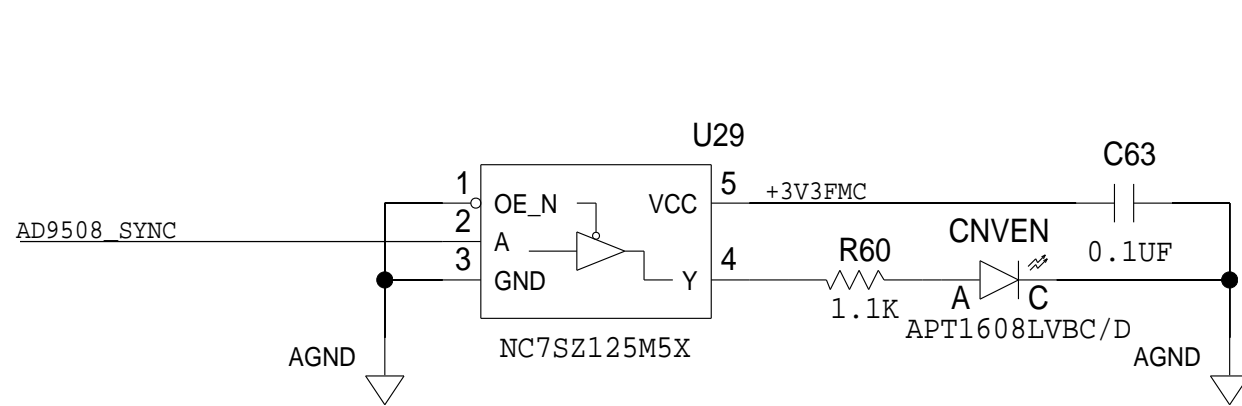 U29
C63
1 OE_N VCC 5 +3V3FMC
AD9508_SYNC 2 A
CNVEN
0.1UF
R60
3 GND Y 4
A C
1.1K
APT1608LVBC/D
NC7SZ125M5X
AGND
AGND